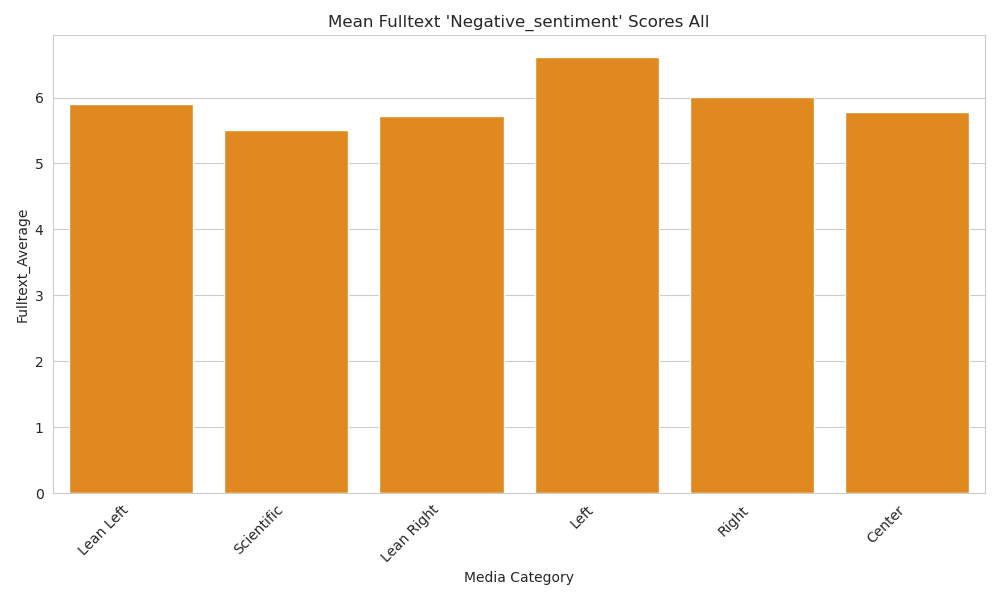 Mean Fulltext 'Negative_sentiment' Scores All
Fulltext_Average
6
5
4
3
2
1
0
Lean Left
Scientific
Lean Right
Left
Right
Center
Media Category